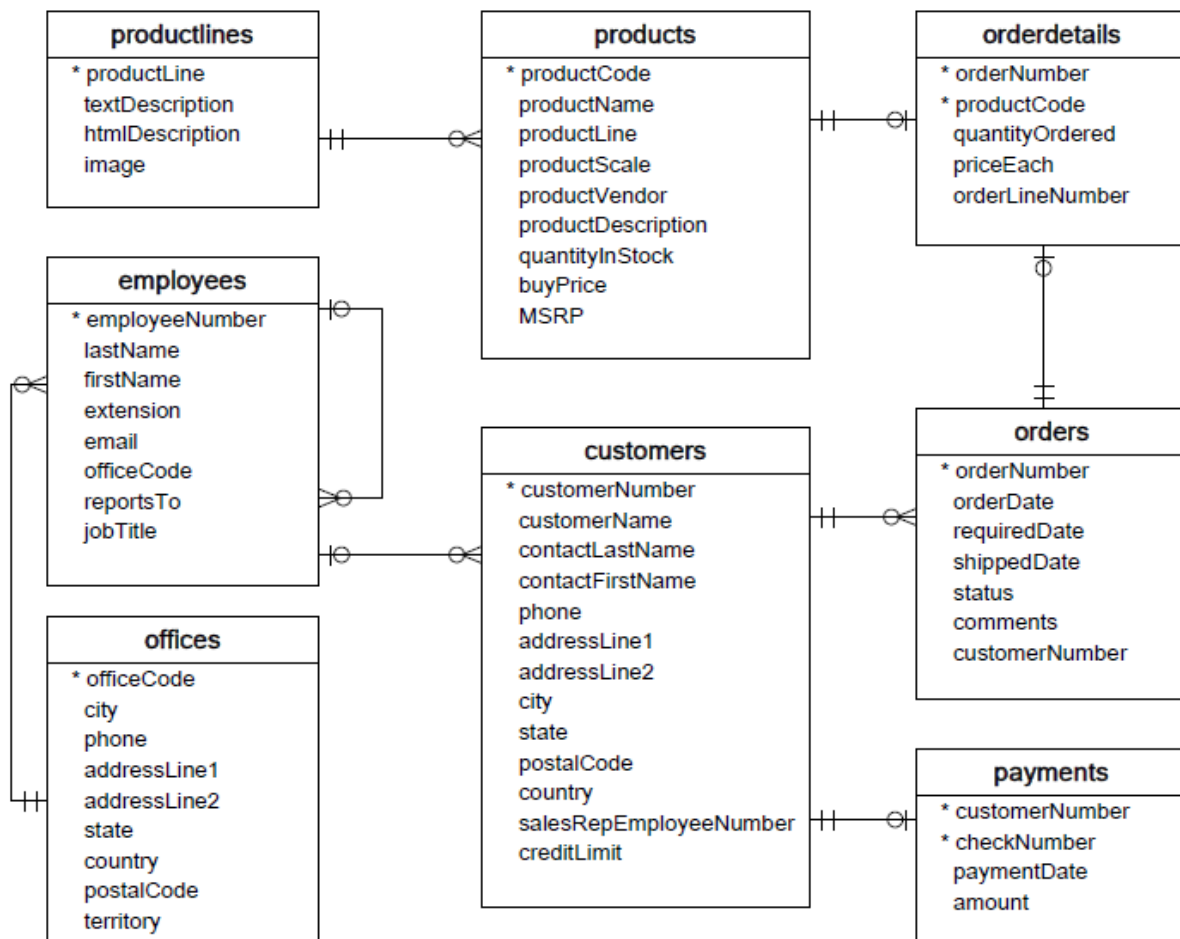 productlines
* productLine
textDescription
htmlDescription
image
products
* productCode
productName
productLine
productScale
productVendor
productDescription
quantityInStock
buyPrice
MSRP
orderdetails
* orderNumber
* productCode
quantityOrdered
priceEach
orderLineNumber
employees
* employeeNumber
lastName
firstName
extension
email
officeCode
reportsTo
jobTitle
customers
* customerNumber
customerName
contactLastName
contactFirstName
phone
addressLine1
addressLine2
city
state
postalCode
country
salesRepEmployeeNumber
creditLimit
orders
* orderNumber
orderDate
requiredDate
shippedDate
status
comments
customerNumber
offices
* officeCode
city
phone
addressLine1
addressLine2
state
country
postalCode
territory
payments
* customerNumber
* checkNumber
paymentDate
amount